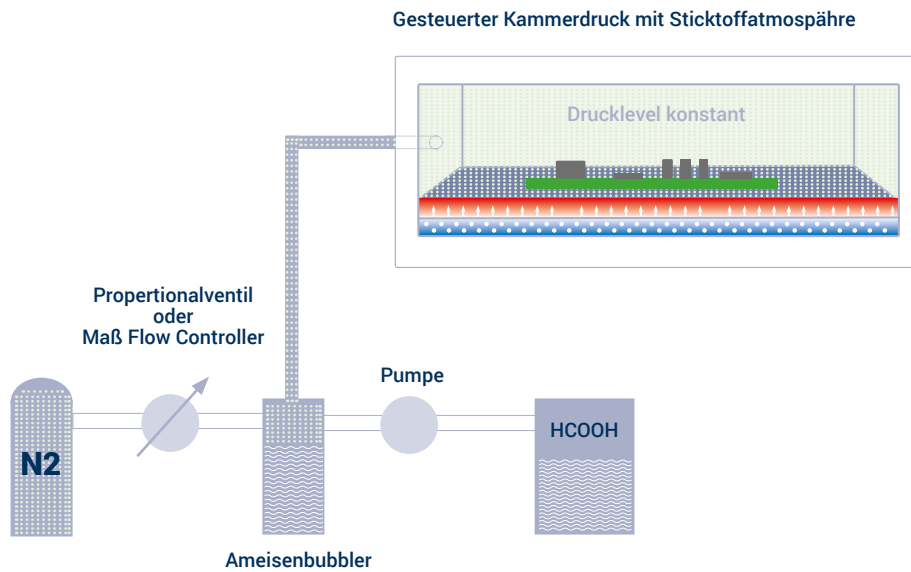 Gesteuerter Kammerdruck mit Sticktoffatmospähre
Drucklevel konstant
Propertionalventil
oder
Maß Flow Controller
Pumpe
N2
HCOOH
Ameisenbubbler